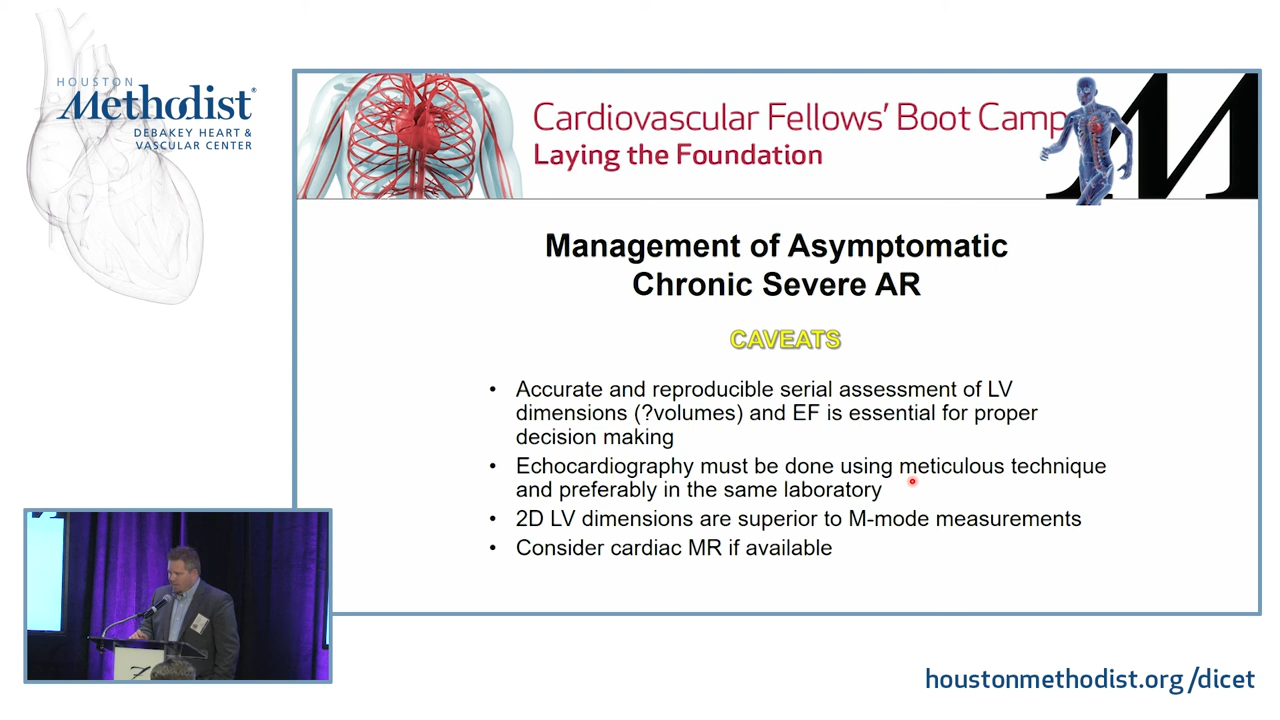 HOUSTON
Methodist®
DEBAKEY HEART &
VASCULAR CENTER
Cardiovascular Fellows' Boot Camp
Laying the Foundation
M
Management of Asymptomatic
Chronic Severe AR
CAVEATS
• Accurate and reproducible serial assessment of LV
dimensions (?volumes) and EF is essential for proper
decision making
• Echocardiography must be done using meticulous technique
and preferably in the same laboratory
• 2D LV dimensions are superior to M-mode measurements
• Consider cardiac MR if available
houstonmethodist.org/dicet